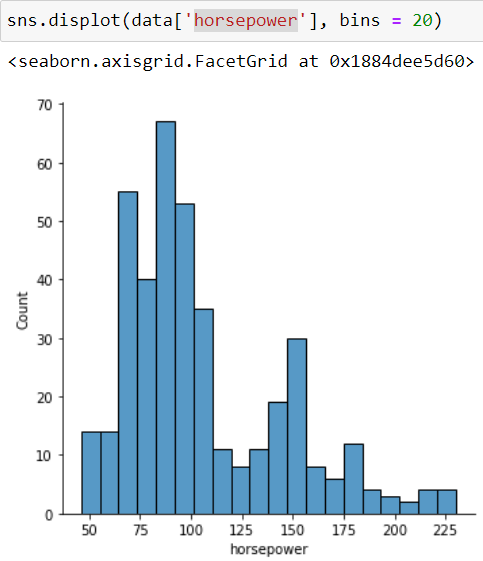 sns.displot(data['horsepower'], bins = 20)
<seaborn.axisgrid.FacetGrid at 0x1884dee5d60>
70
60
50
40
30
20
10
0
Count
50 75 100 125 150 175 200 225
horsepower